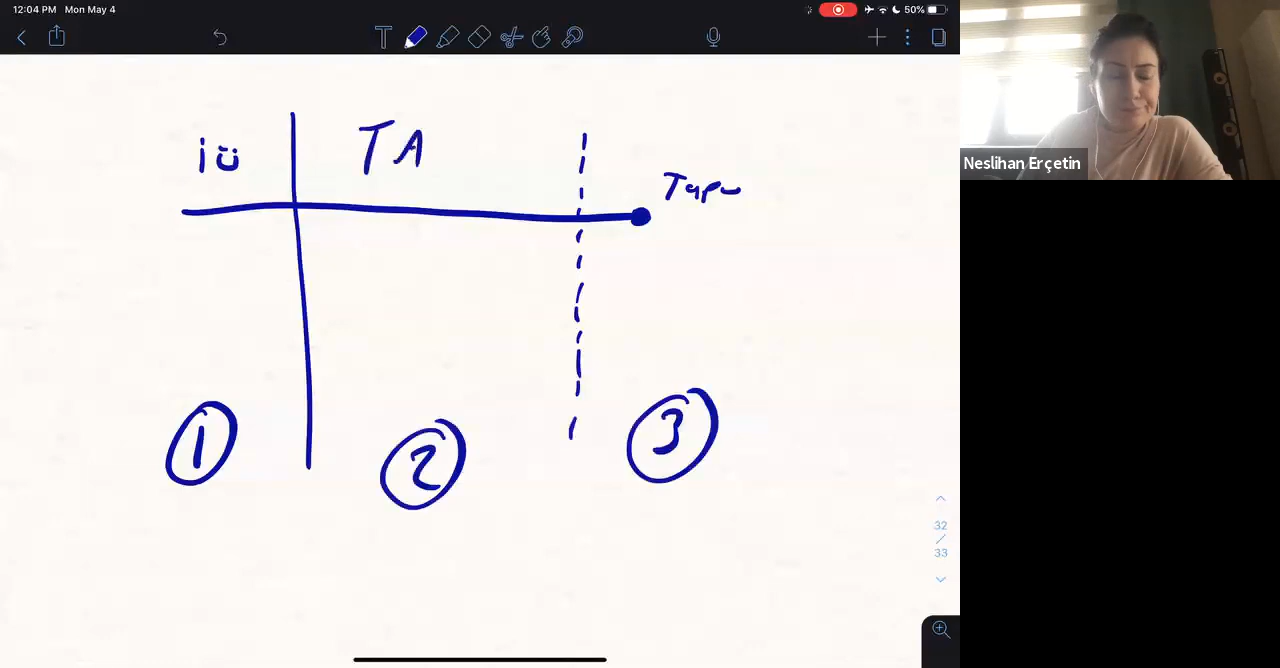 12:04 PM Mon May 4
50%
Neslihan Erçetin
İÜ
TA
Tapu
1
2
3
32
/
33